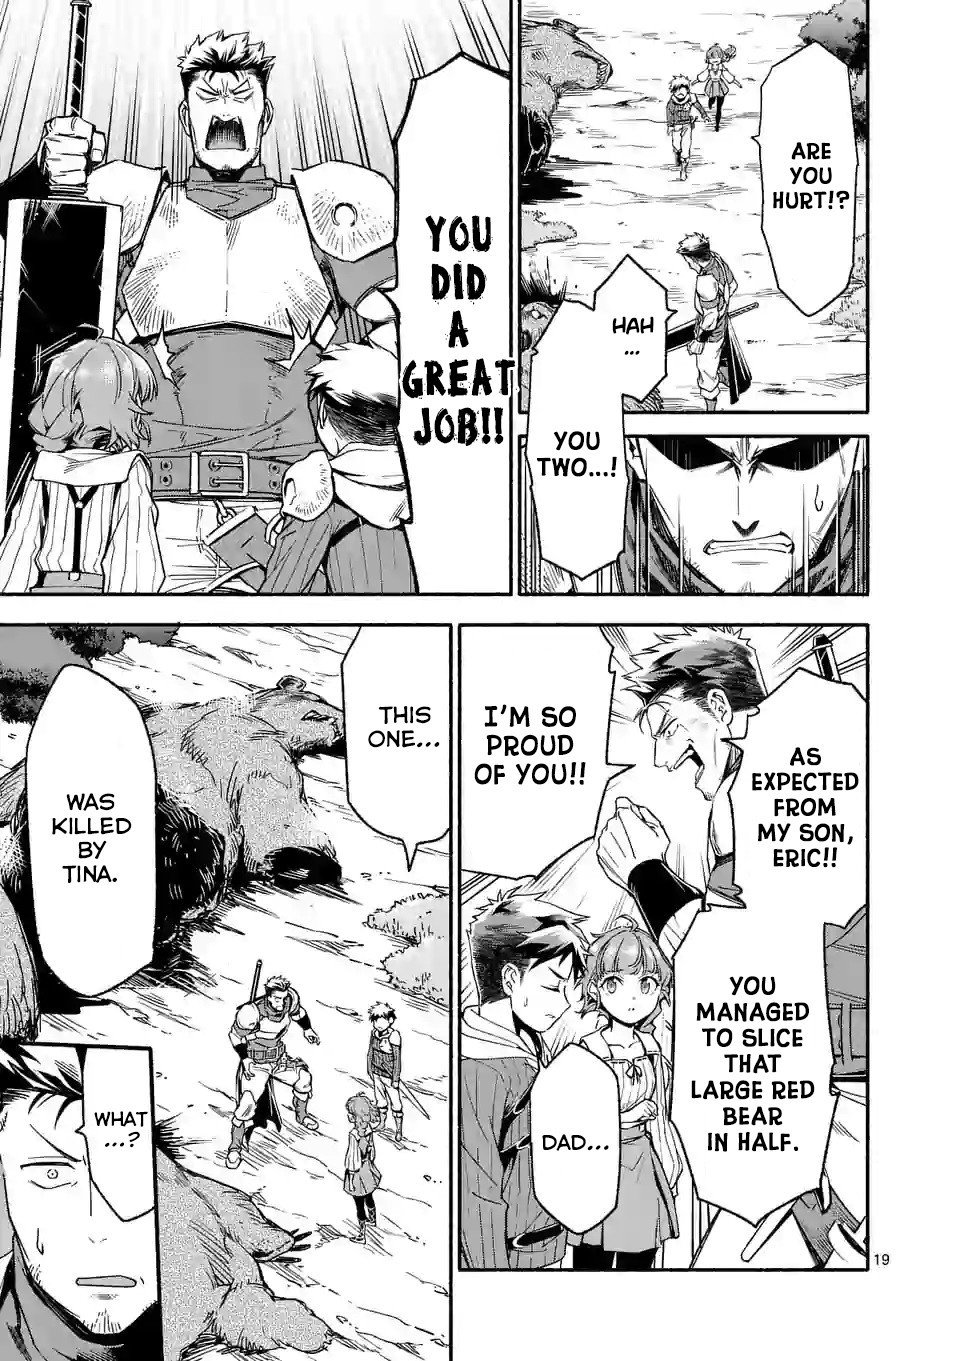 ARE
YOU
HURT!?
HAH
...
YOU
TWO...!
YOU
DID
A
GREAT
JOB!!
AS
EXPECTED
FROM
MY SON,
ERIC!!
I'M SO
PROUD
OF YOU!!
YOU
MANAGED
TO SLICE
THAT
LARGE RED
BEAR
IN HALF.
DAD...
THIS
ONE...
WAS
KILLED
BY
TINA.
WHAT
...?
19